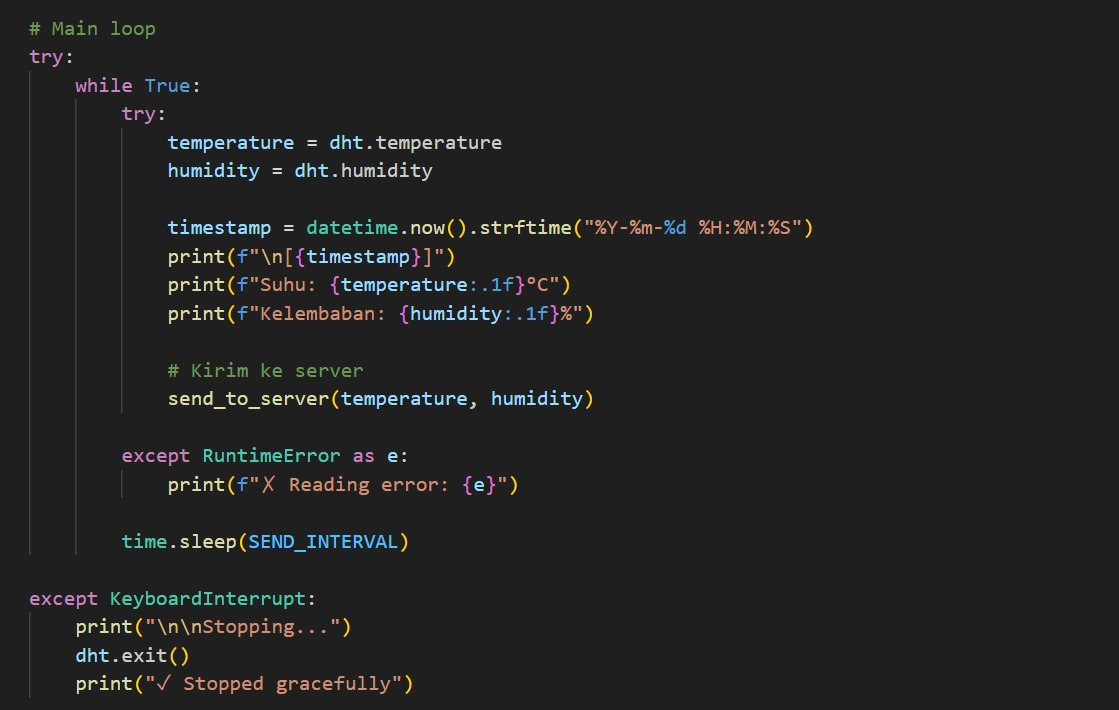 # Main loop
try:
    while True:
        try:
            temperature = dht.temperature
            humidity = dht.humidity

            timestamp = datetime.now().strftime("%Y-%m-%d %H:%M:%S")
            print(f"\n[{timestamp}]")
            print(f"Suhu: {temperature:.1f}°C")
            print(f"Kelembaban: {humidity:.1f}%")

            # Kirim ke server
            send_to_server(temperature, humidity)

        except RuntimeError as e:
            print(f"✗ Reading error: {e}")

        time.sleep(SEND_INTERVAL)

except KeyboardInterrupt:
    print("\n\nStopping...")
    dht.exit()
    print("✓ Stopped gracefully")